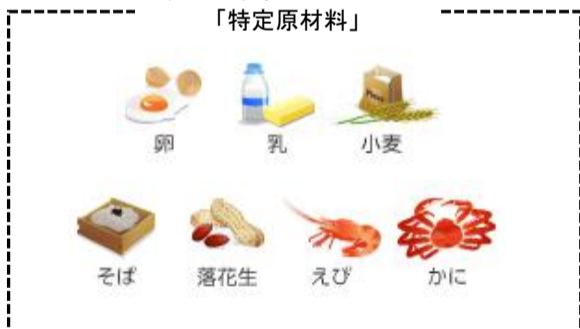 「特定原材料」
卵 乳 小麦
そば 落花生 えび かに